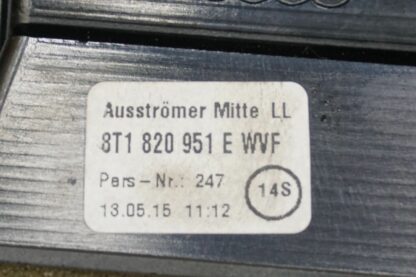 Ausströmer Mitte LL
8T1 820 951 E WVF
Pers-Nr.: 247
14S
13.05.15 11:12